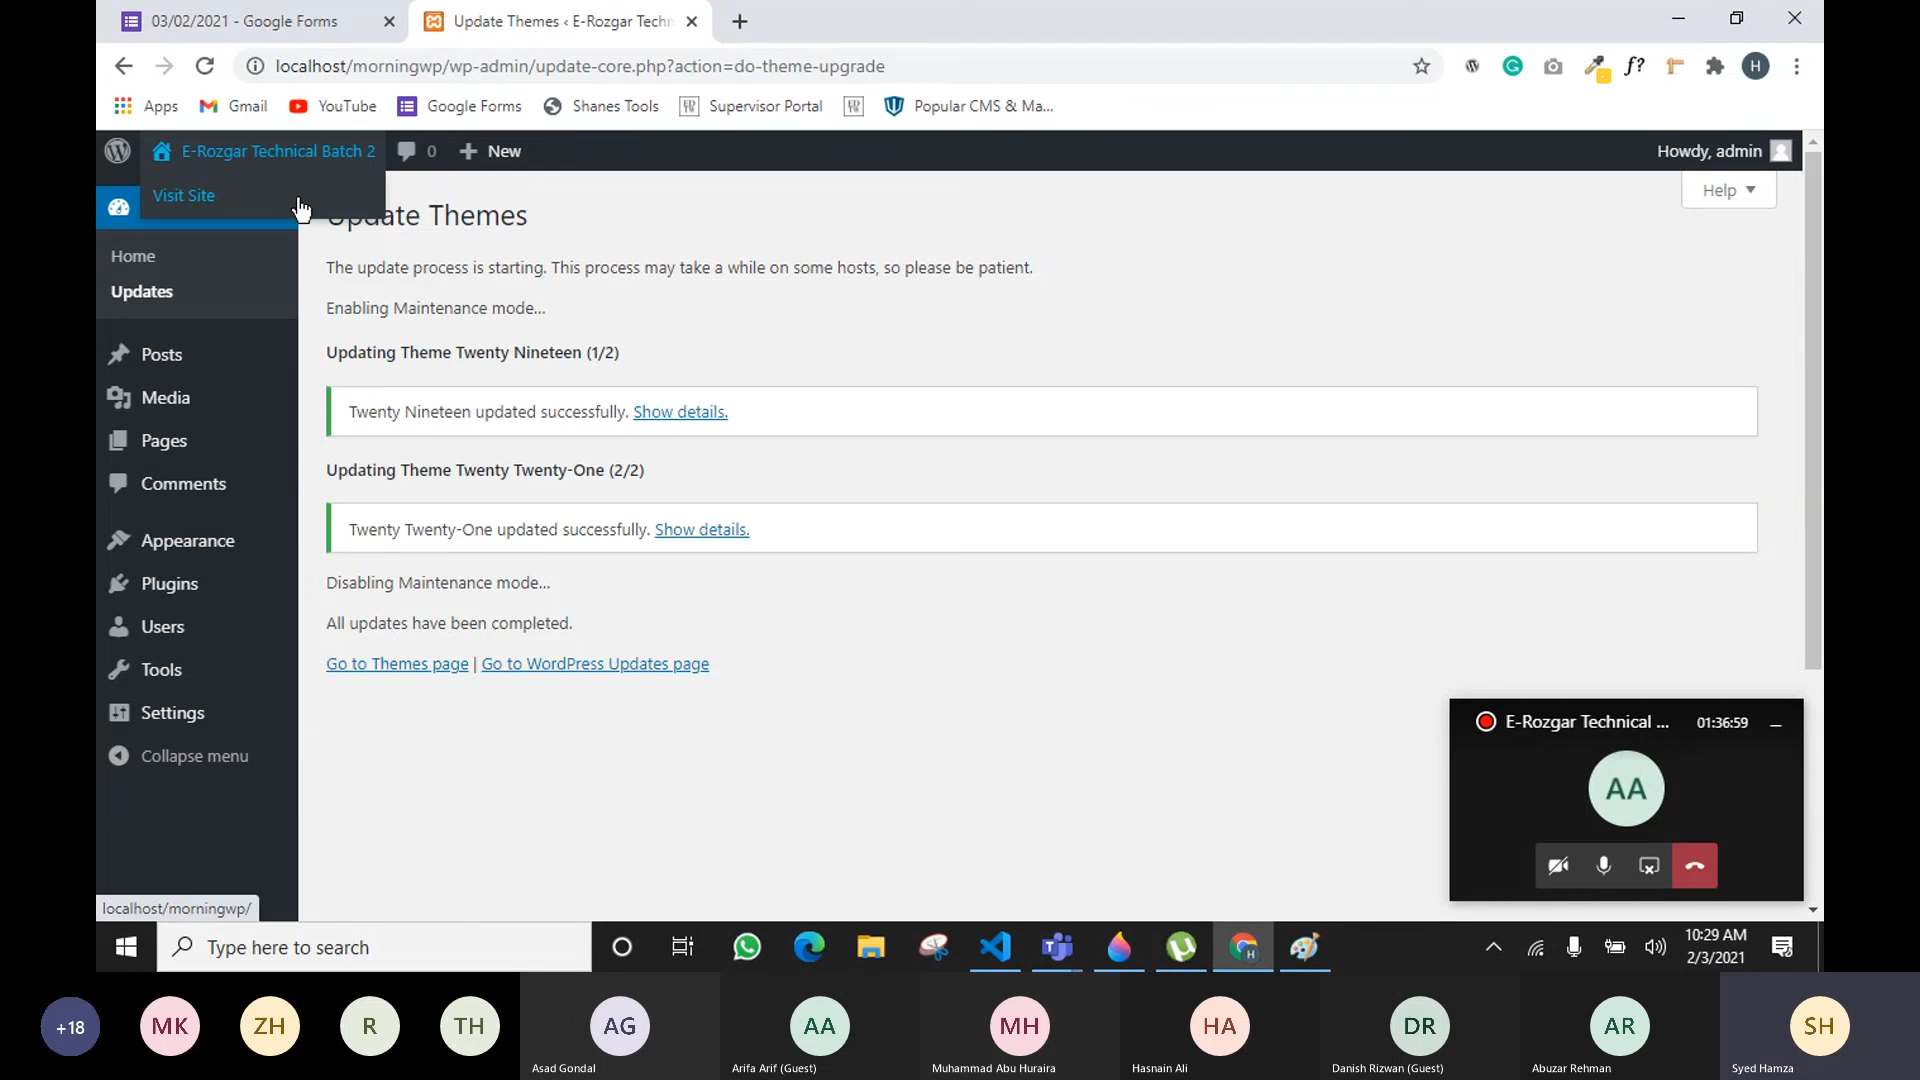 03/02/2021 - Google Forms
Update Themes ‹ E-Rozgar Techn
localhost/morningwp/wp-admin/update-core.php?action=do-theme-upgrade
f?
H
Apps
Gmail
YouTube
Google Forms
Shanes Tools
Supervisor Portal
Popular CMS & Ma...
E-Rozgar Technical Batch 2
0
New
Howdy, admin
Visit Site
Help
Update Themes
Home
Updates
Posts
Media
Pages
Comments
Appearance
Plugins
Users
Tools
Settings
Collapse menu
The update process is starting. This process may take a while on some hosts, so please be patient.
Enabling Maintenance mode...
Updating Theme Twenty Nineteen (1/2)
Twenty Nineteen updated successfully. Show details.
Updating Theme Twenty Twenty-One (2/2)
Twenty Twenty-One updated successfully. Show details.
Disabling Maintenance mode...
All updates have been completed.
Go to Themes page | Go to WordPress Updates page
E-Rozgar Technical ...
01:36:59
AA
localhost/morningwp/
Type here to search
10:29 AM
2/3/2021
+18
MK
ZH
R
TH
AG
Asad Gondal
AA
Arifa Arif (Guest)
MH
Muhammad Abu Huraira
HA
Hasnain Ali
DR
Danish Rizwan (Guest)
AR
Abuzar Rehman
SH
Syed Hamza